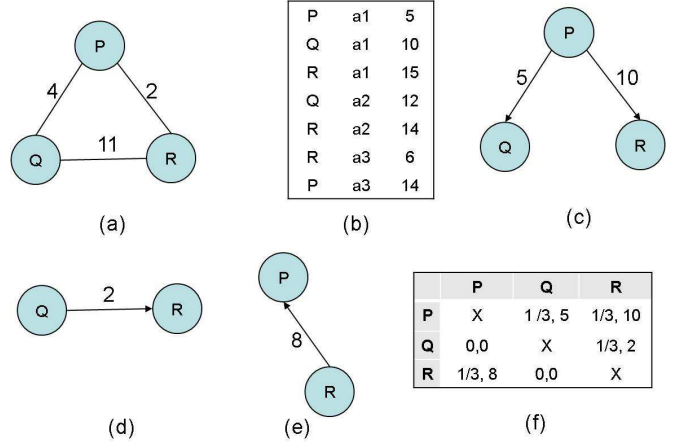 P
4
2
11
Q
R
(a)
P a1 5
Q a1 10
R a1 15
Q a2 12
R a2 14
R a3 6
P a3 14
(b)
P
5
10
Q
R
(c)
Q
2
R
(d)
P
8
R
(e)
P Q R
P X 1 /3, 5 1/3, 10
Q 0,0 X 1/3, 2
R 1/3, 8 0,0 X
(f)